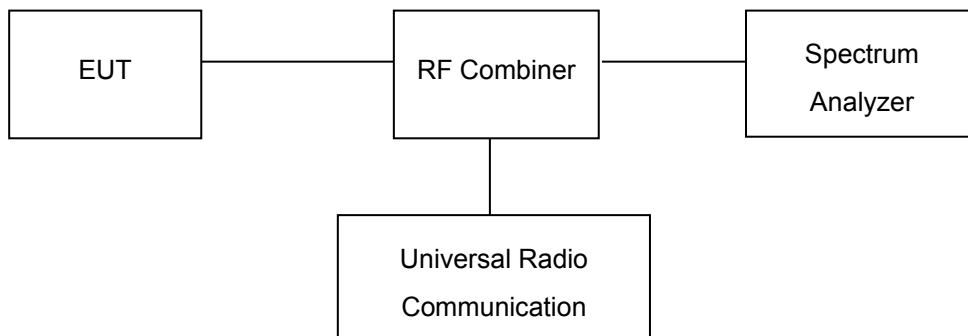 EUT
RF Combiner
Spectrum
Analyzer
Universal Radio
Communication